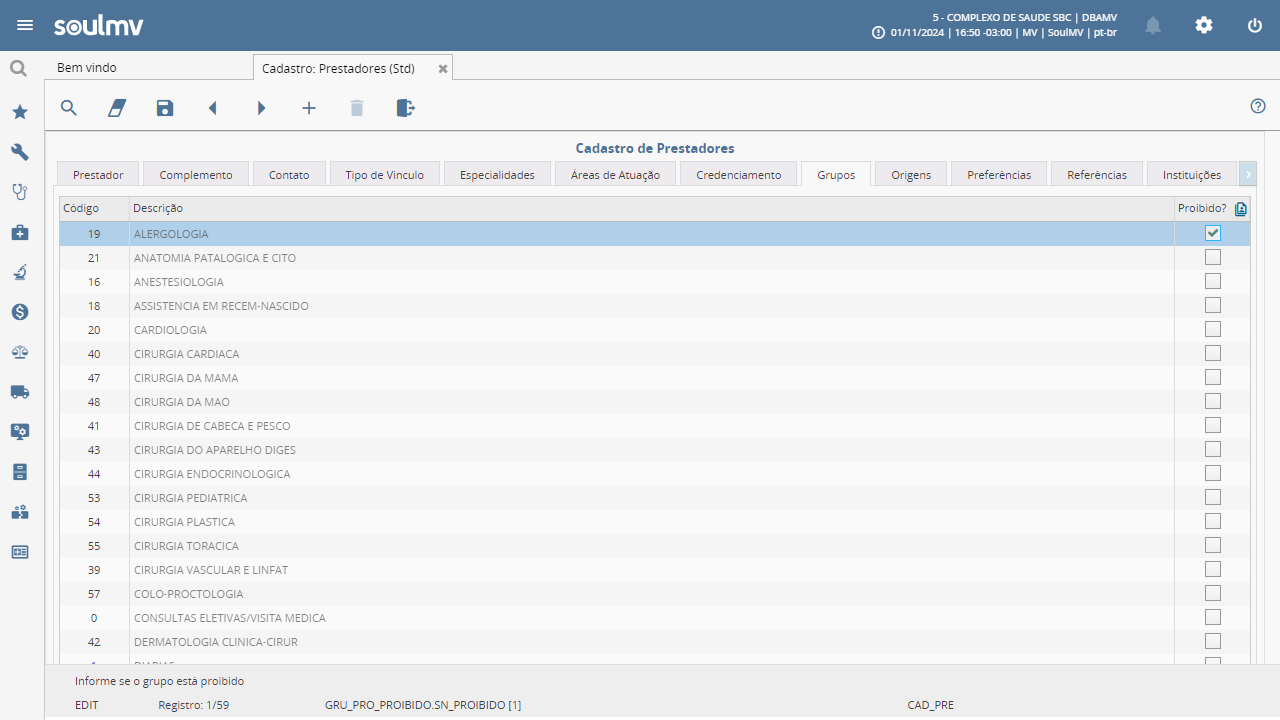 soulmv
5 - COMPLEXO DE SAUDE SBC | DBAMV
01/11/2024 | 16:50 -03:00 | MV | SoulMV | pt-br
Bem vindo
Cadastro: Prestadores (Std)
Cadastro de Prestadores
Prestador Complemento Contato Tipo de Vinculo Especialidades Áreas de Atuação Credenciamento Grupos Origens Preferências Referências Instituições
Código Descrição Proibido?
19 ALERGOLOGIA
21 ANATOMIA PATALOGICA E CITO
16 ANESTESIOLOGIA
18 ASSISTENCIA EM RECEM-NASCIDO
20 CARDIOLOGIA
40 CIRURGIA CARDIACA
47 CIRURGIA DA MAMA
48 CIRURGIA DA MAO
41 CIRURGIA DE CABECA E PESCO
43 CIRURGIA DO APARELHO DIGES
44 CIRURGIA ENDOCRINOLOGICA
53 CIRURGIA PEDIATRICA
54 CIRURGIA PLASTICA
55 CIRURGIA TORACICA
39 CIRURGIA VASCULAR E LINFAT
57 COLO-PROCTOLOGIA
0 CONSULTAS ELETIVAS/VISITA MEDICA
42 DERMATOLOGIA CLINICA-CIRUR
Informe se o grupo está proibido
EDIT Registro: 1/59 GRU_PRO_PROIBIDO.SN_PROIBIDO [1] CAD_PRE